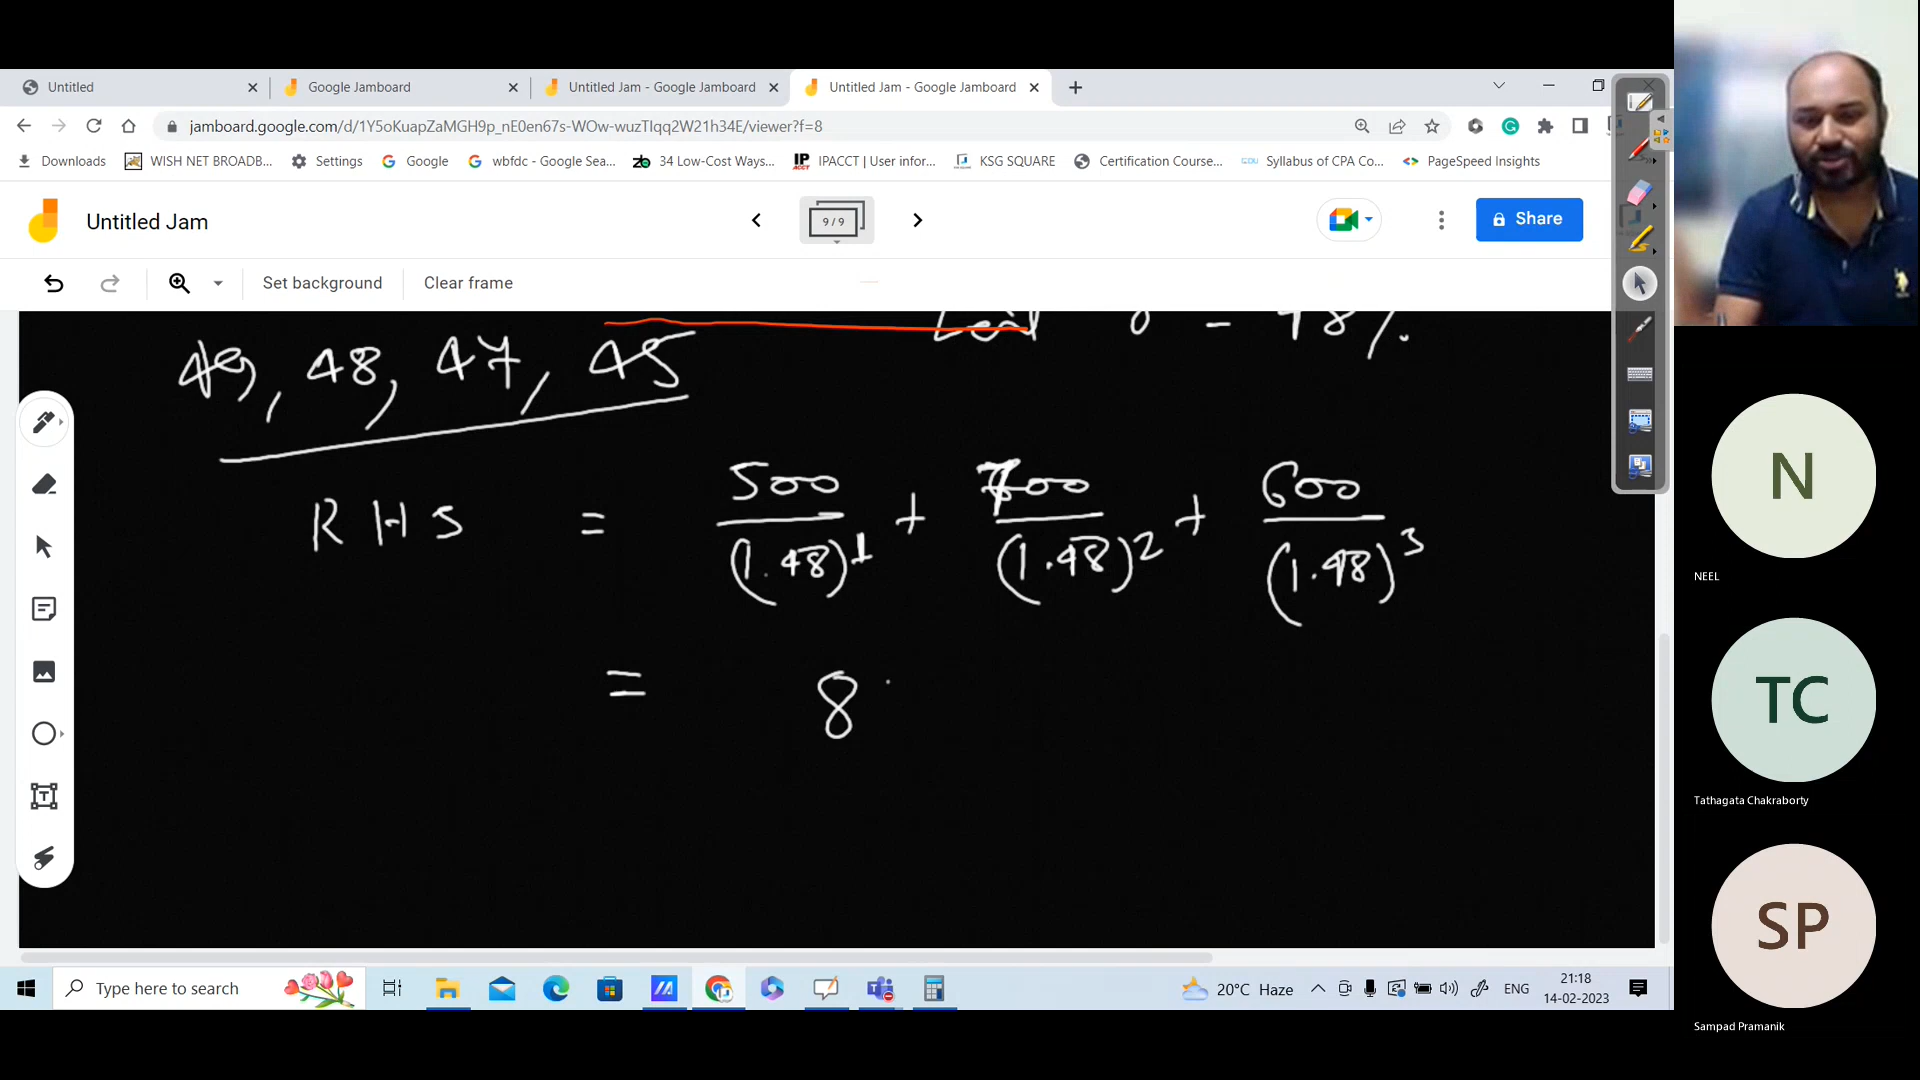 Untitled
Google Jamboard
Untitled Jam - Google Jamboard
Untitled Jam - Google Jamboard
jamboard.google.com/d/1Y5oKuapZaMGH9p_nE0en67s-WOw-wuzTIqq2W21h34E/viewer?f=8
Downloads WISH NET BROADB... Settings Google wbfdc - Google Sea... 34 Low-Cost Ways... IPACCT | User infor... KSG SQUARE Certification Course... Syllabus of CPA Co... PageSpeed Insights
Untitled Jam
9 / 9
Share
Set background Clear frame
49, 48, 47, 45
RHS = 500/(1.48)^1 + 700/(1.48)^2 + 600/(1.48)^3
= 8
N
NEEL
TC
Tathagata Chakraborty
SP
Sampad Pramanik
Type here to search
20°C Haze
ENG
21:18
14-02-2023